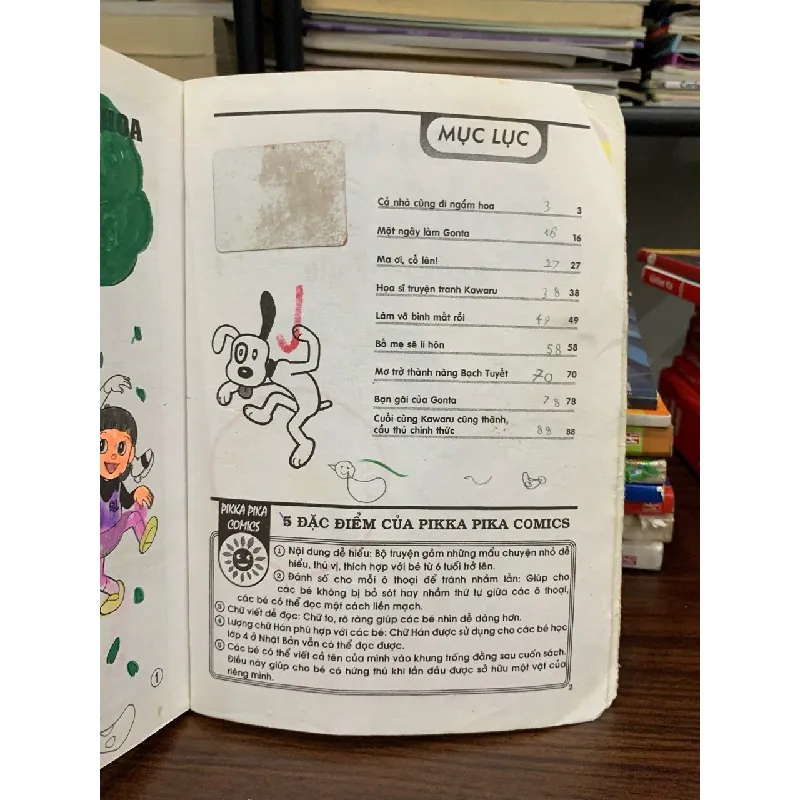 HOA
MỤC LỤC
Cả nhà cùng đi ngắm hoa 3 3
Một ngày làm Gonta 16 16
Ma ơi, cố lên! 27 27
Họa sĩ truyện tranh Kawaru 38 38
Làm vỡ bình mất rồi 49 49
Bố mẹ sẽ li hôn 58 58
Mơ trở thành nàng Bạch Tuyết 70 70
Bạn gái của Gonta 78 78
Cuối cùng Kawaru cũng thành
cầu thủ chính thức 88 88
PIKKA PIKA
COMICS
5 ĐẶC ĐIỂM CỦA PIKKA PIKA COMICS
① Nội dung dễ hiểu: Bộ truyện gồm những mẩu chuyện nhỏ dễ
hiểu, thú vị, thích hợp với bé từ 6 tuổi trở lên.
② Đánh số cho mỗi ô thoại để tránh nhầm lẫn: Giúp cho
các bé không bị bỏ sót hay nhầm thứ tự giữa các ô thoại,
các bé có thể đọc một cách liền mạch.
③ Chữ viết dễ đọc: Chữ to, rõ ràng giúp các bé nhìn dễ dàng hơn.
④ Lượng chữ Hán phù hợp với các bé: Chữ Hán được sử dụng cho các bé học
lớp 4 ở Nhật Bản vẫn có thể đọc được.
⑤ Các bé có thể viết cả tên của mình vào khung trống đằng sau cuốn sách.
Điều này giúp cho bé có hứng thú khi lần đầu được sở hữu một vật của
riêng mình.
①
2